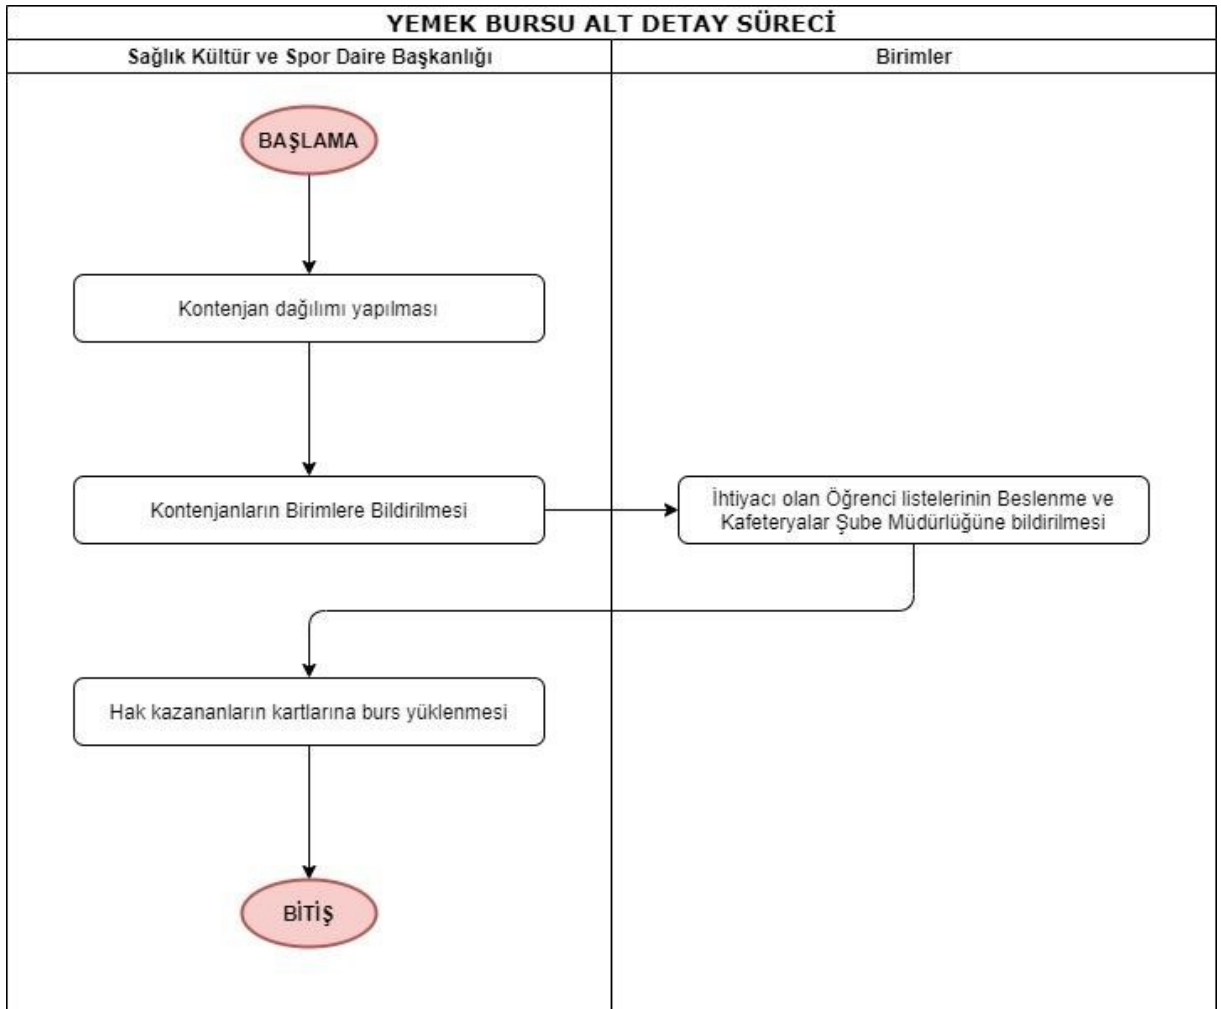 YEMEK BURSU ALT DETAY SÜRECİ
Sağlık Kültür ve Spor Daire Başkanlığı
Birimler
BAŞLAMA
Kontenjan dağılımı yapılması
Kontenjanların Birimlere Bildirilmesi
İhtiyacı olan Öğrenci listelerinin Beslenme ve
Kafeteryalar Şube Müdürlüğüne bildirilmesi
Hak kazananların kartlarına burs yüklenmesi
BİTİŞ